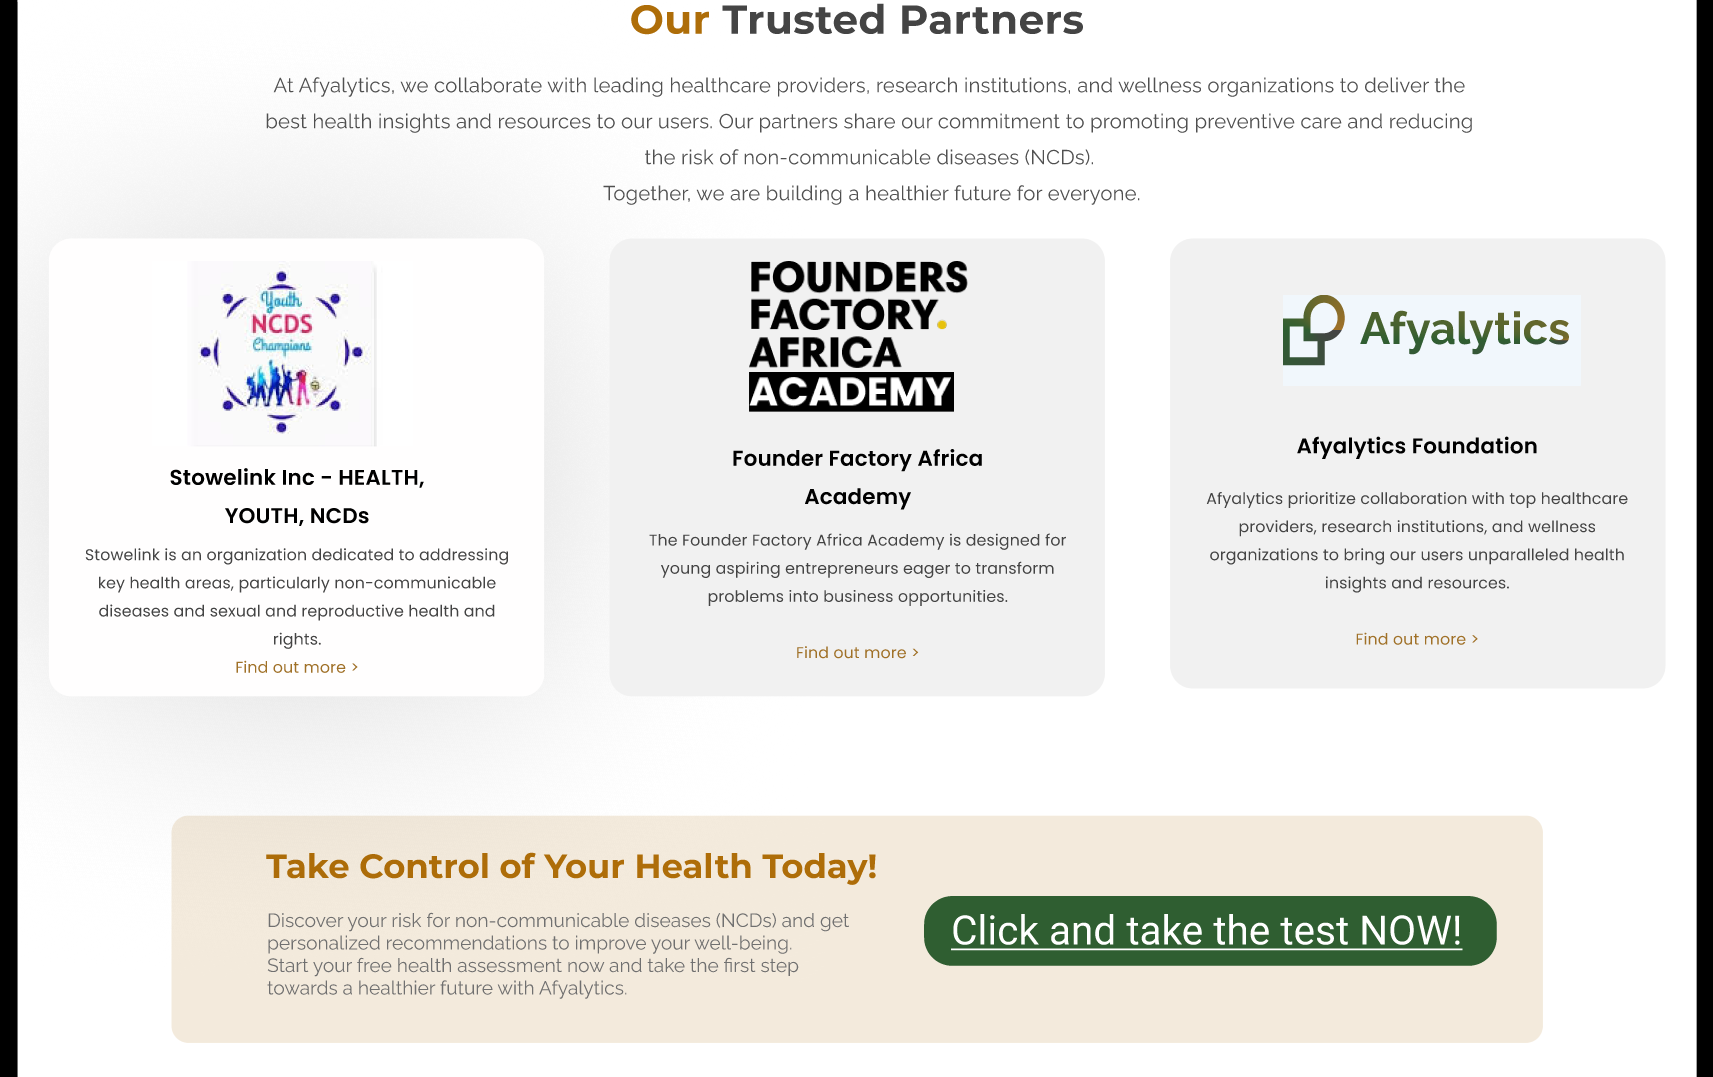 Our Trusted Partners
At Afyalytics, we collaborate with leading healthcare providers, research institutions, and wellness organizations to deliver the
best health insights and resources to our users. Our partners share our commitment to promoting preventive care and reducing
the risk of non-communicable diseases (NCDs).
Together, we are building a healthier future for everyone.
Youth
NCDS
Champions
Stowelink Inc - HEALTH,
YOUTH, NCDs
Stowelink is an organization dedicated to addressing
key health areas, particularly non-communicable
diseases and sexual and reproductive health and
rights.
Find out more >
FOUNDERS
FACTORY.
AFRICA
ACADEMY
Founder Factory Africa
Academy
The Founder Factory Africa Academy is designed for
young aspiring entrepreneurs eager to transform
problems into business opportunities.
Find out more >
Afyalytics
Afyalytics Foundation
Afyalytics prioritize collaboration with top healthcare
providers, research institutions, and wellness
organizations to bring our users unparalleled health
insights and resources.
Find out more >
Take Control of Your Health Today!
Discover your risk for non-communicable diseases (NCDs) and get
personalized recommendations to improve your well-being.
Start your free health assessment now and take the first step
towards a healthier future with Afyalytics.
Click and take the test NOW!